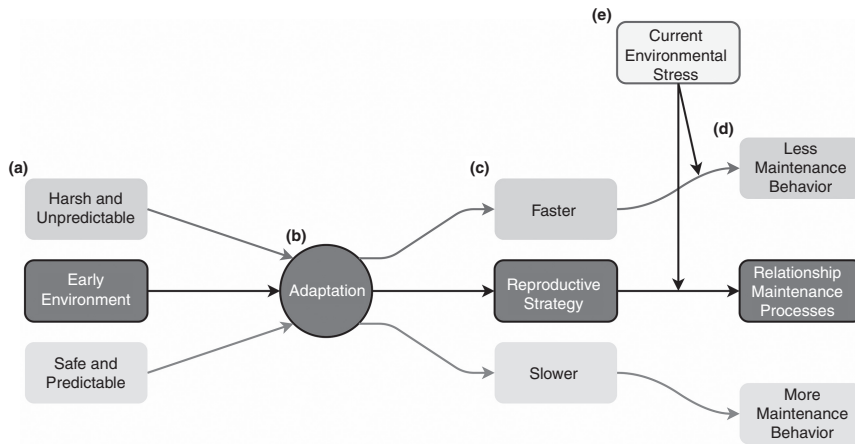 (e)
Current
Environmental
Stress
(a)
Harsh and
Unpredictable
(b)
(c)
Faster
(d)
Less
Maintenance
Behavior
Early
Environment
Adaptation
Reproductive
Strategy
Relationship
Maintenance
Processes
Safe and
Predictable
Slower
More
Maintenance
Behavior